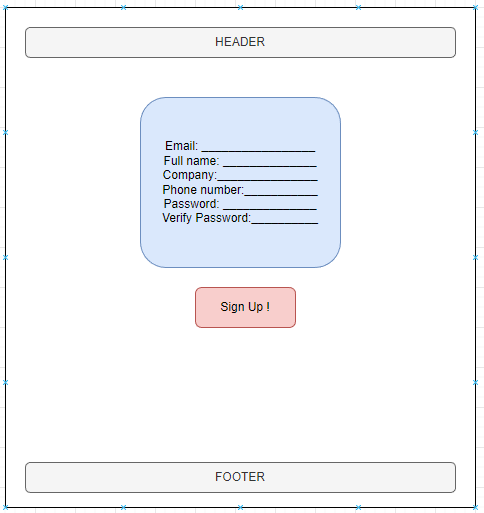 HEADER
Email: _________________
Full name: ______________
Company:_______________
Phone number:___________
Password: ______________
Verify Password:__________
Sign Up !
FOOTER